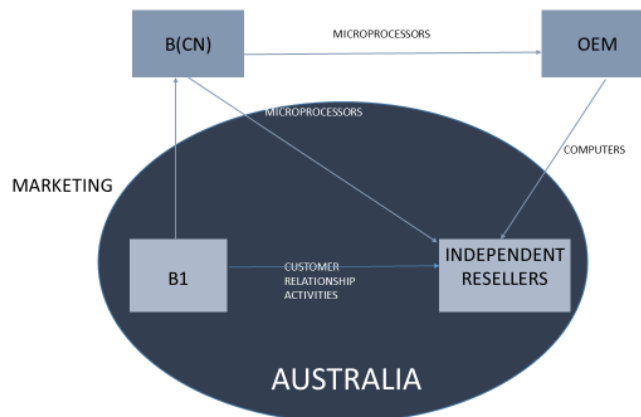 MICROPROCESSORS
B(CN)
OEM
MICROPROCESSORS
COMPUTERS
MARKETING
B1
CUSTOMER
RELATIONSHIP
ACTIVITIES
INDEPENDENT
RESELLERS
AUSTRALIA